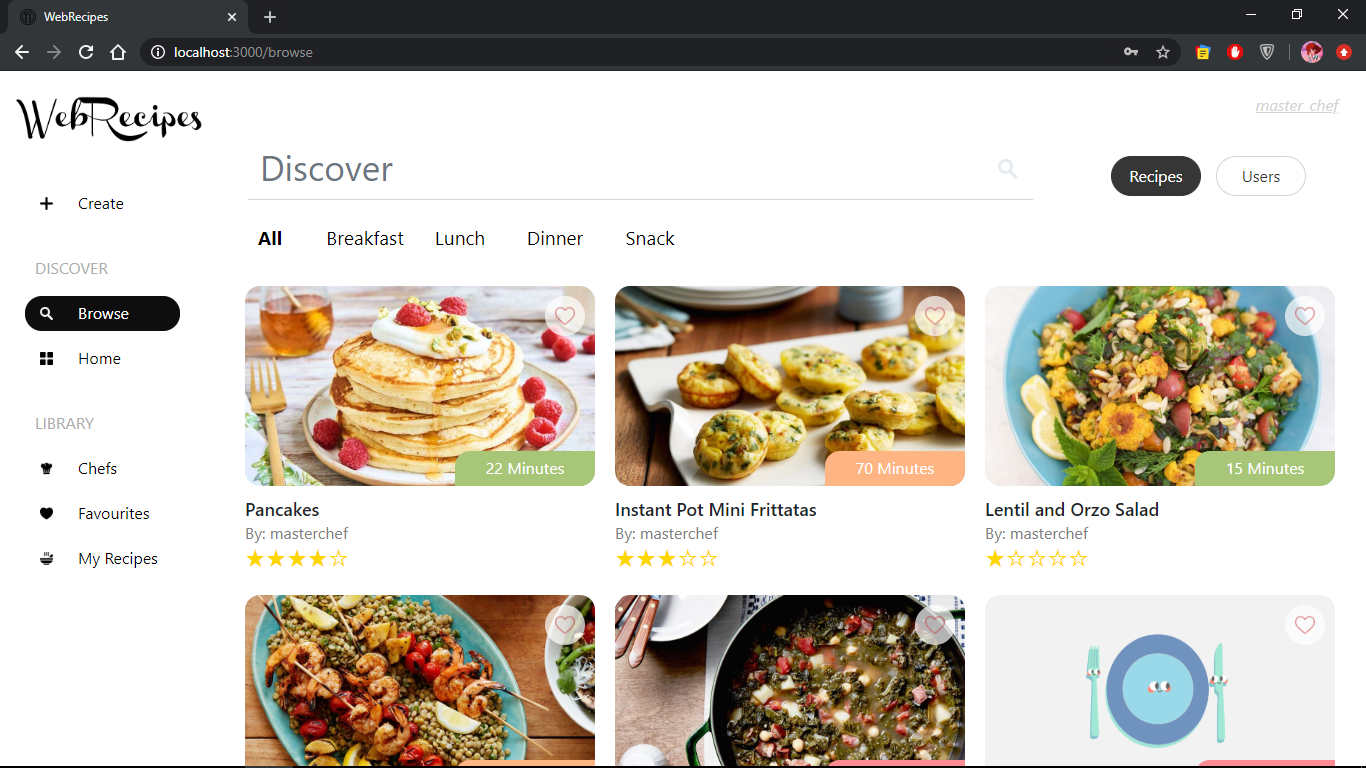 WebRecipes
localhost:3000/browse
WebRecipes
master_chef
Discover
Recipes
Users
Create
All
Breakfast
Lunch
Dinner
Snack
DISCOVER
Browse
Home
LIBRARY
Chefs
Favourites
My Recipes
22 Minutes
70 Minutes
15 Minutes
Pancakes
By: masterchef
Instant Pot Mini Frittatas
By: masterchef
Lentil and Orzo Salad
By: masterchef